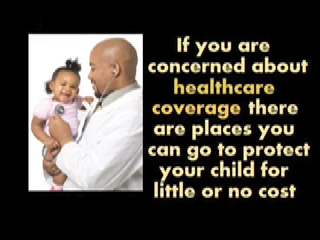 If you are
concerned about
healthcare
coverage there
are places you
can go to protect
your child for
little or no cost